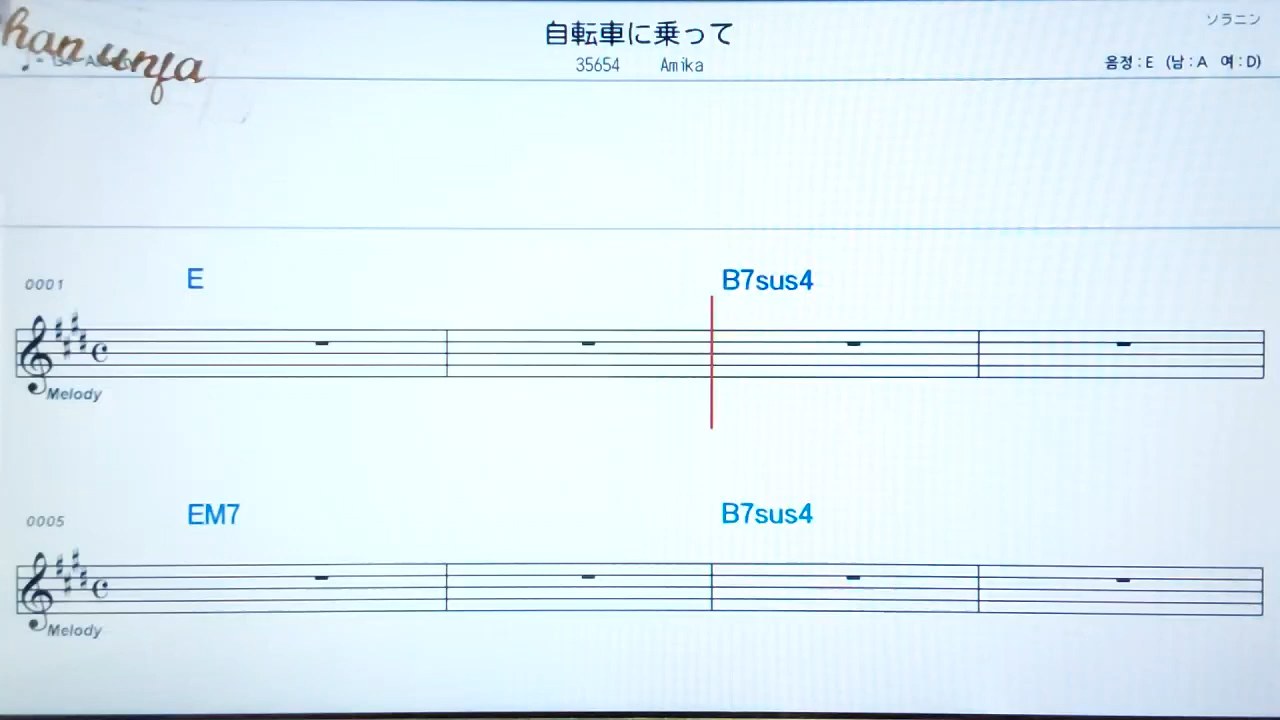 han unfa
自転車に乗って
ソラニン
35654 Amika
음정:E (남:A 여:D)
0001
E
B7sus4
Melody
0005
EM7
B7sus4
Melody